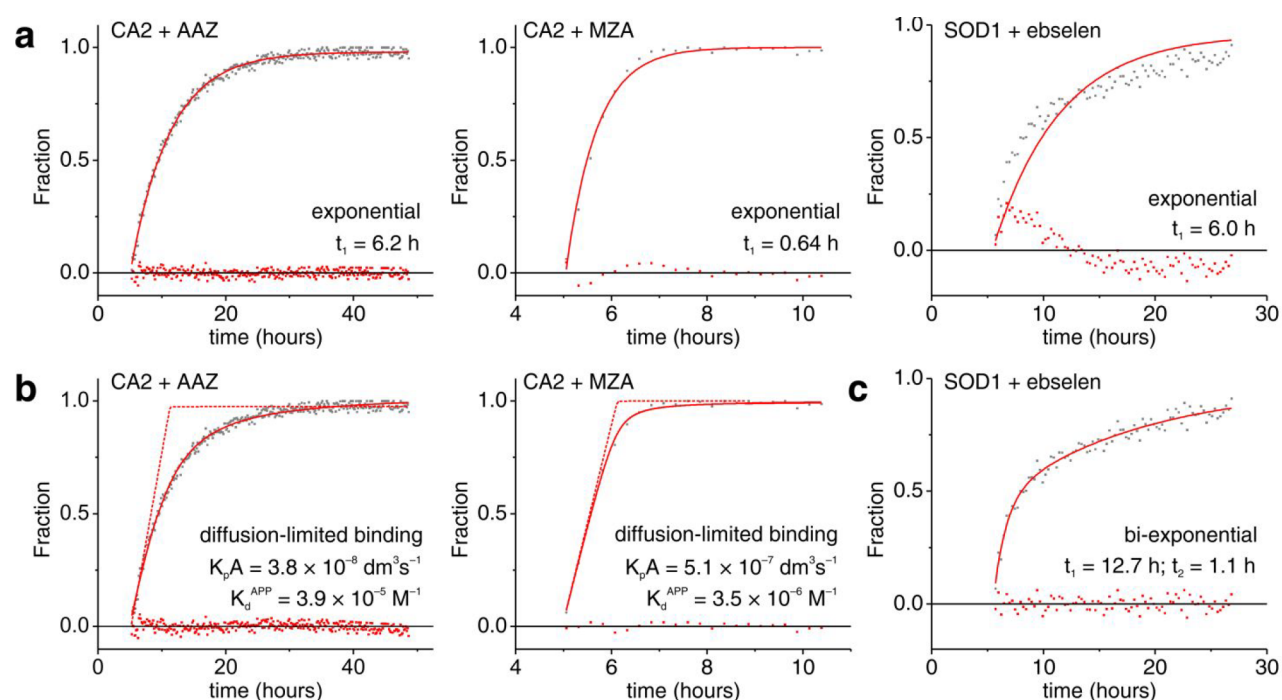 a
CA2 + AAZ
1.0
0.5
0.0
Fraction
exponential
t₁ = 6.2 h
0 20 40
time (hours)
CA2 + MZA
1.0
0.5
0.0
Fraction
exponential
t₁ = 0.64 h
4 6 8 10
time (hours)
SOD1 + ebselen
1.0
0.5
0.0
Fraction
exponential
t₁ = 6.0 h
0 10 20 30
time (hours)
b
CA2 + AAZ
1.0
0.5
0.0
Fraction
diffusion-limited binding
KₚA = 3.8 × 10⁻⁸ dm³s⁻¹
K_d^APP = 3.9 × 10⁻⁵ M⁻¹
0 20 40
time (hours)
CA2 + MZA
1.0
0.5
0.0
Fraction
diffusion-limited binding
KₚA = 5.1 × 10⁻⁷ dm³s⁻¹
K_d^APP = 3.5 × 10⁻⁶ M⁻¹
4 6 8 10
time (hours)
c
SOD1 + ebselen
1.0
0.5
0.0
Fraction
bi-exponential
t₁ = 12.7 h; t₂ = 1.1 h
0 10 20 30
time (hours)